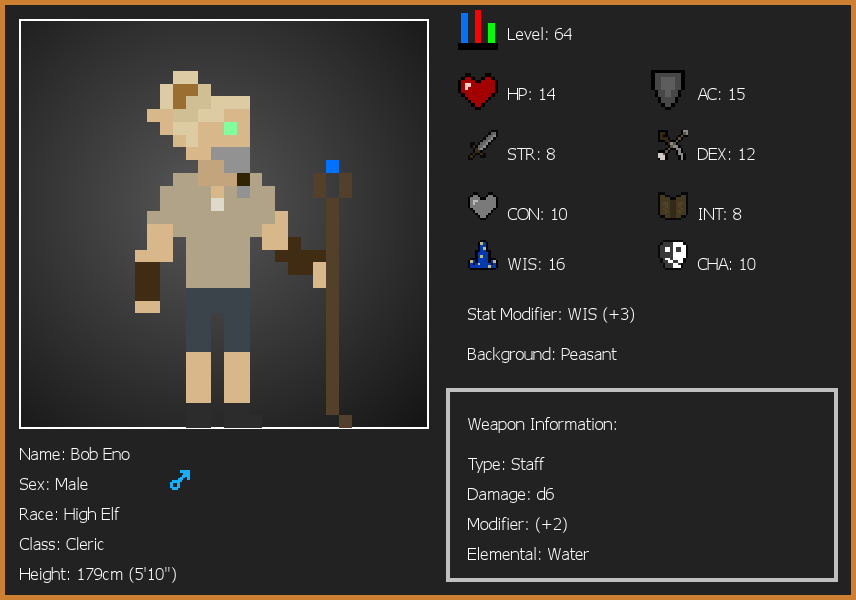 Level: 64
HP: 14
AC: 15
STR: 8
DEX: 12
CON: 10
INT: 8
WIS: 16
CHA: 10
Stat Modifier: WIS (+3)
Background: Peasant
Weapon Information:
Type: Staff
Damage: d6
Modifier: (+2)
Elemental: Water
Name: Bob Eno
Sex: Male
Race: High Elf
Class: Cleric
Height: 179cm (5'10")